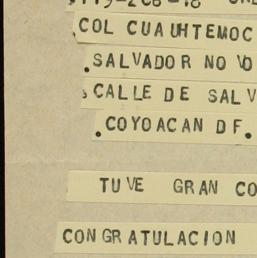 COL CUAUHTEMOC
SALVADOR NO
CALLE DE SALV
COYOACAN DF.
TUVE GRAN CO
CONGRATULACION